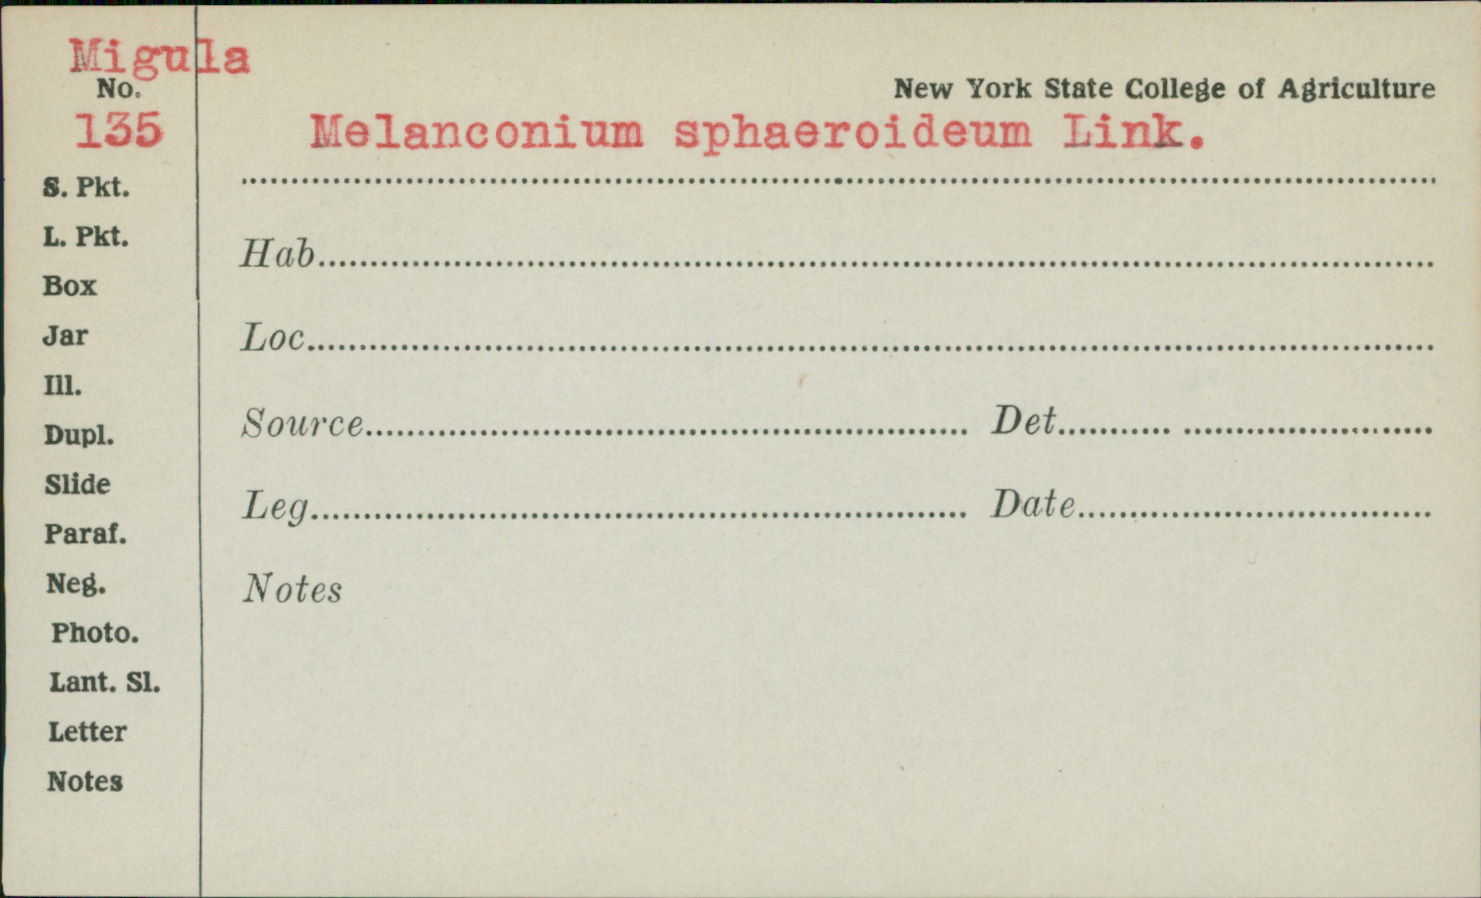 Migula
No.
135
New York State College of Agriculture
Melanconium sphaeroideum Link.
S. Pkt.
L. Pkt.
Box
Jar
Ill.
Dupl.
Slide
Paraf.
Neg.
Photo.
Lant. Sl.
Letter
Notes
Hab
Loc
Source Det
Leg Date
Notes